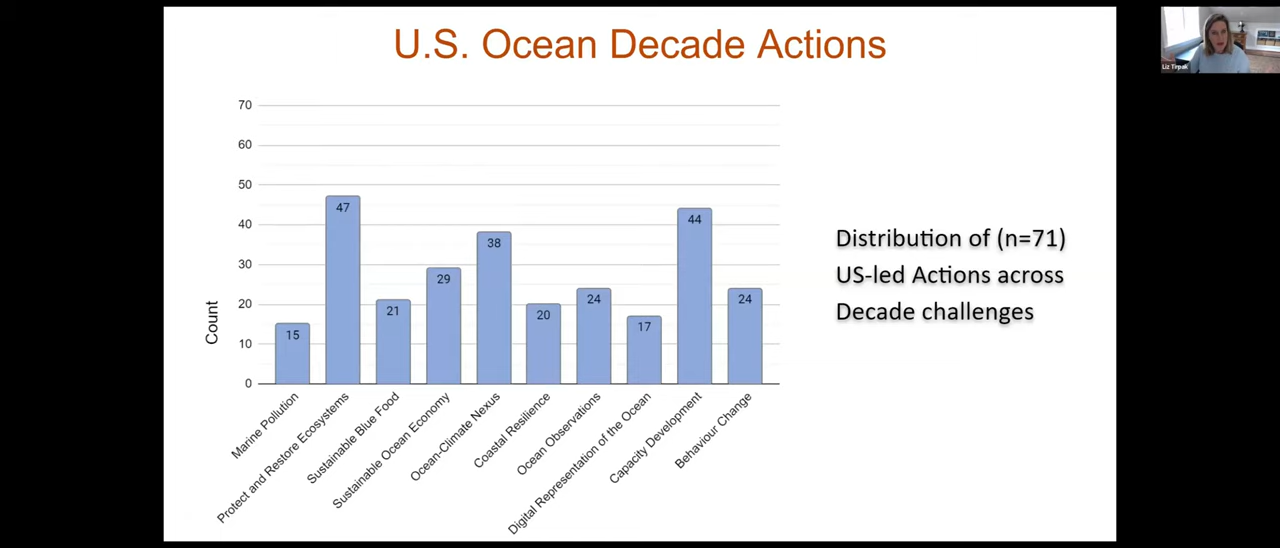 U.S. Ocean Decade Actions
Liz Tirpak
70
60
50
40
30
20
10
0
Count
15
47
21
29
38
20
24
17
44
24
Marine Pollution
Protect and Restore Ecosystems
Sustainable Blue Food
Sustainable Ocean Economy
Ocean-Climate Nexus
Coastal Resilience
Ocean Observations
Digital Representation of the Ocean
Capacity Development
Behaviour Change
Distribution of (n=71)
US-led Actions across
Decade challenges